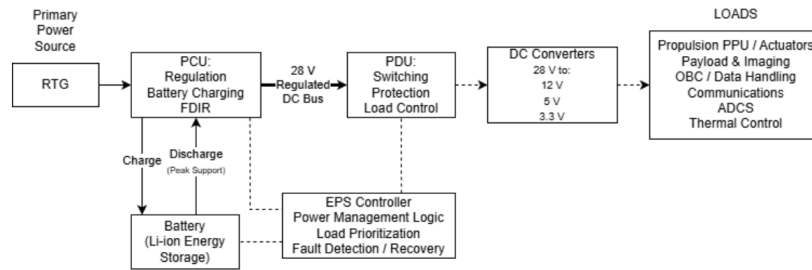 Primary
Power
Source
RTG
PCU:
Regulation
Battery Charging
FDIR
28 V
Regulated
DC Bus
PDU:
Switching
Protection
Load Control
DC Converters
28 V to:
12 V
5 V
3.3 V
LOADS
Propulsion PPU / Actuators
Payload & Imaging
OBC / Data Handling
Communications
ADCS
Thermal Control
Charge
Discharge
(Peak Support)
Battery
(Li-ion Energy
Storage)
EPS Controller
Power Management Logic
Load Prioritization
Fault Detection / Recovery